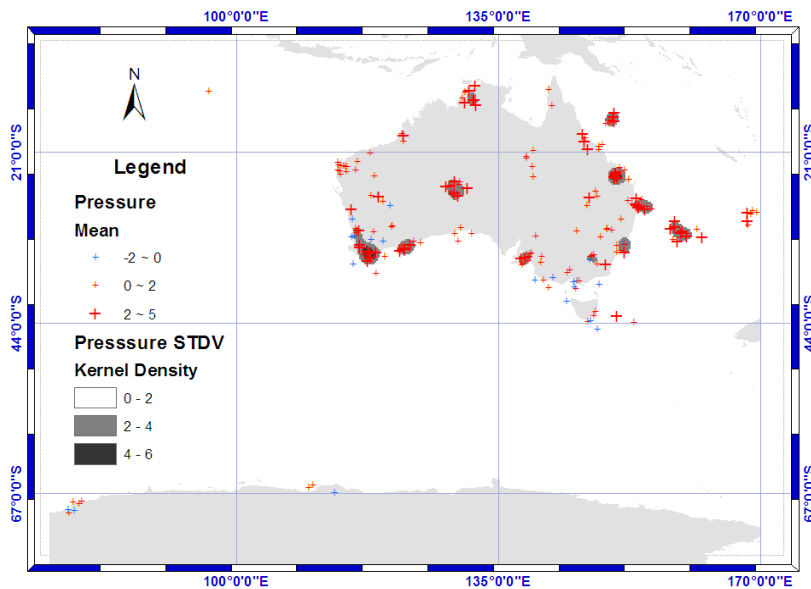 100°0'0"E 135°0'0"E 170°0'0"E
N
21°0'0"S 21°0'0"S
Legend
Pressure
Mean
-2 ~ 0
0 ~ 2
2 ~ 5
44°0'0"S 44°0'0"S
Presssure STDV
Kernel Density
0 - 2
2 - 4
4 - 6
67°0'0"S 67°0'0"S
100°0'0"E 135°0'0"E 170°0'0"E